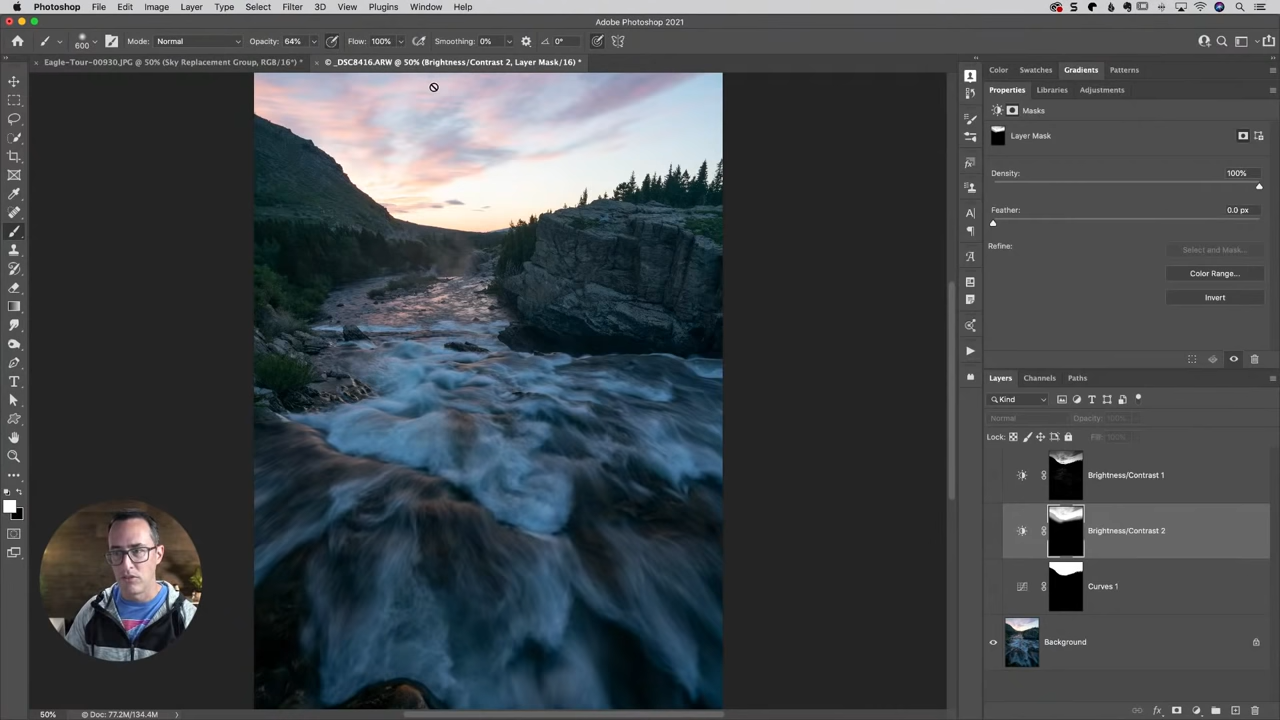 Photoshop File Edit Image Layer Type Select Filter 3D View Plugins Window Help
Adobe Photoshop 2021
600 Mode: Normal Opacity: 64% Flow: 100% Smoothing: 0% 0°
× Eagle-Tour-00930.JPG @ 50% (Sky Replacement Group, RGB/16*) * × © _DSC8416.ARW @ 50% (Brightness/Contrast 2, Layer Mask/16) *
Color Swatches Gradients Patterns
Properties Libraries Adjustments
Masks
Layer Mask
Density: 100%
Feather: 0.0 px
Refine: Select and Mask...
Color Range...
Invert
Layers Channels Paths
Kind
Normal Opacity: 100%
Lock: Fill: 100%
Brightness/Contrast 1
Brightness/Contrast 2
Curves 1
Background
50% Doc: 77.2M/134.4M